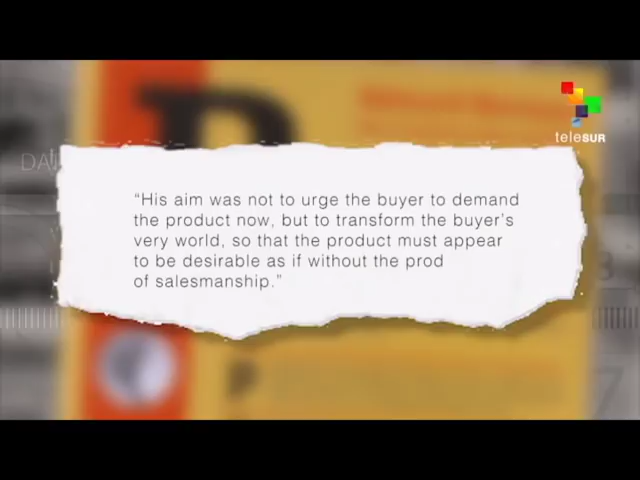 teleSUR
DAI
“His aim was not to urge the buyer to demand
the product now, but to transform the buyer’s
very world, so that the product must appear
to be desirable as if without the prod
of salesmanship.”
P